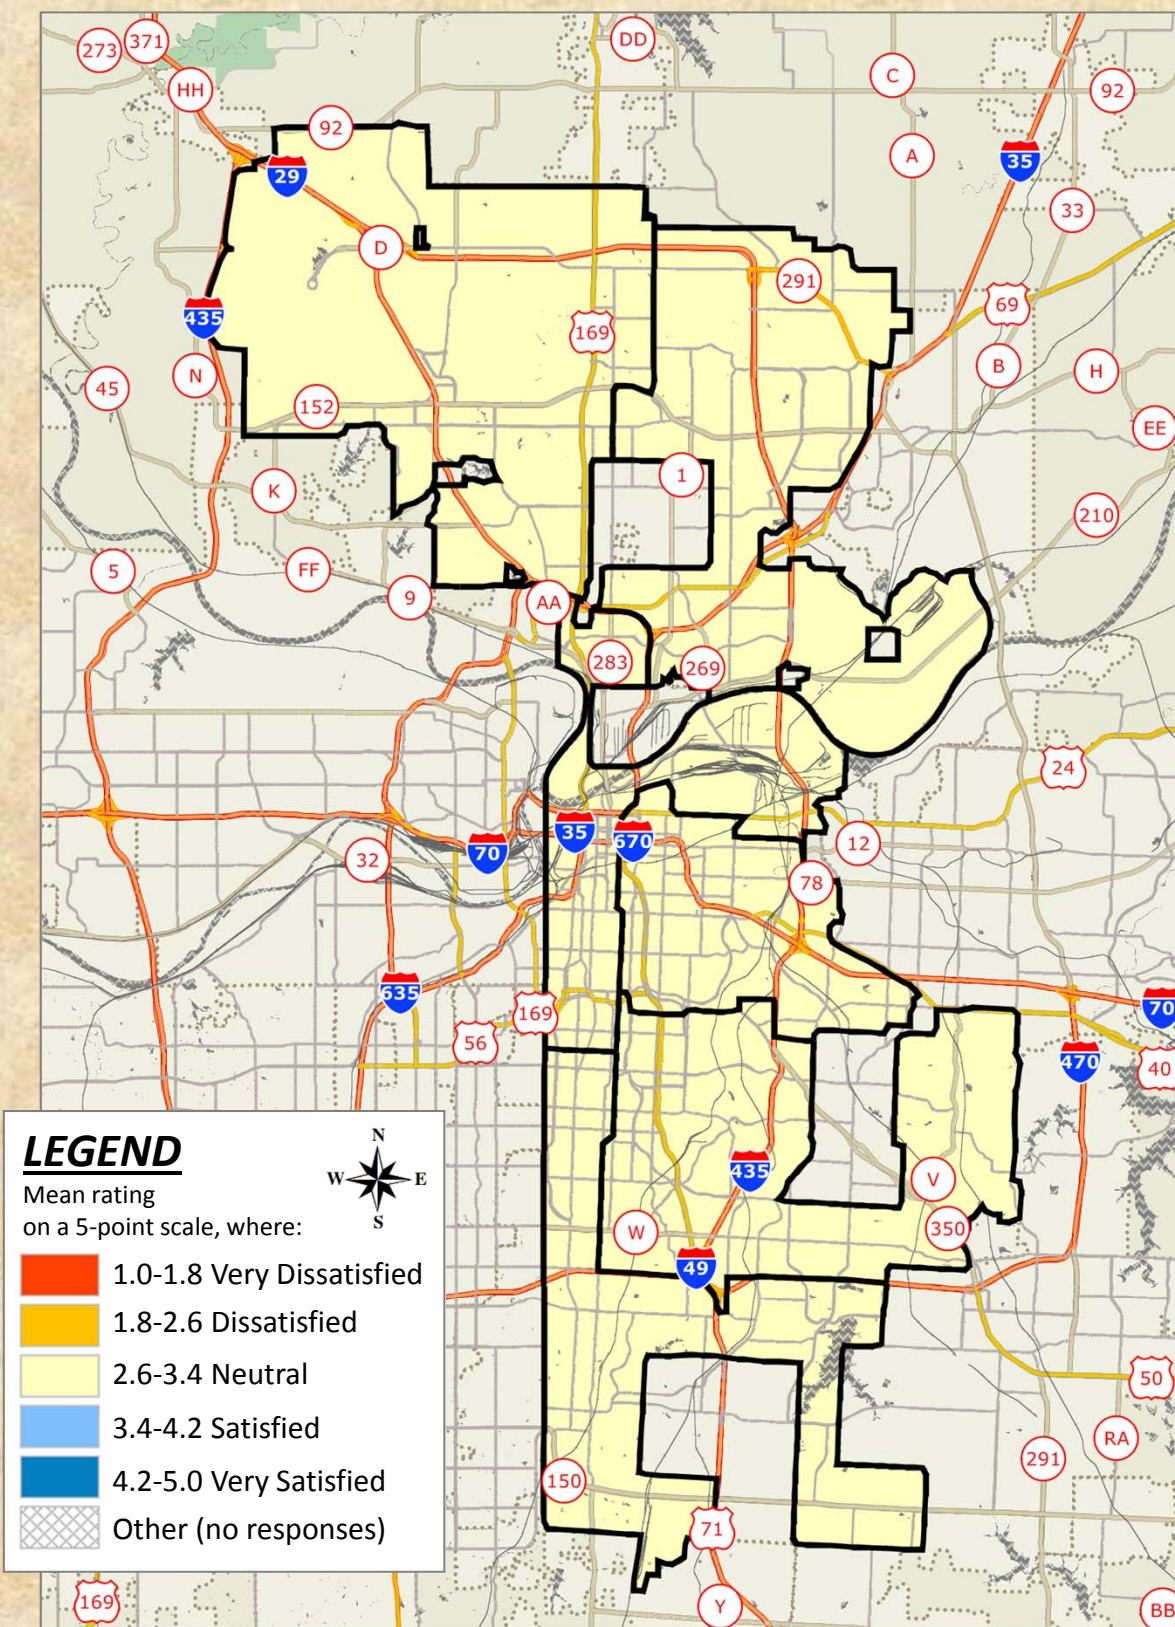 DD
371
273
C
HH
92
92
A
35
29
33
D
291
69
435
169
B
H
N
45
152
EE
1
K
210
5
FF
9
AA
283
269
24
35
670
70
12
32
78
635
70
169
56
470
40
435
V
350
W
49
50
RA
291
150
71
169
Y
BB
LEGEND
N
W E
S
Mean rating
on a 5-point scale, where:
1.0-1.8 Very Dissatisfied
1.8-2.6 Dissatisfied
2.6-3.4 Neutral
3.4-4.2 Satisfied
4.2-5.0 Very Satisfied
Other (no responses)